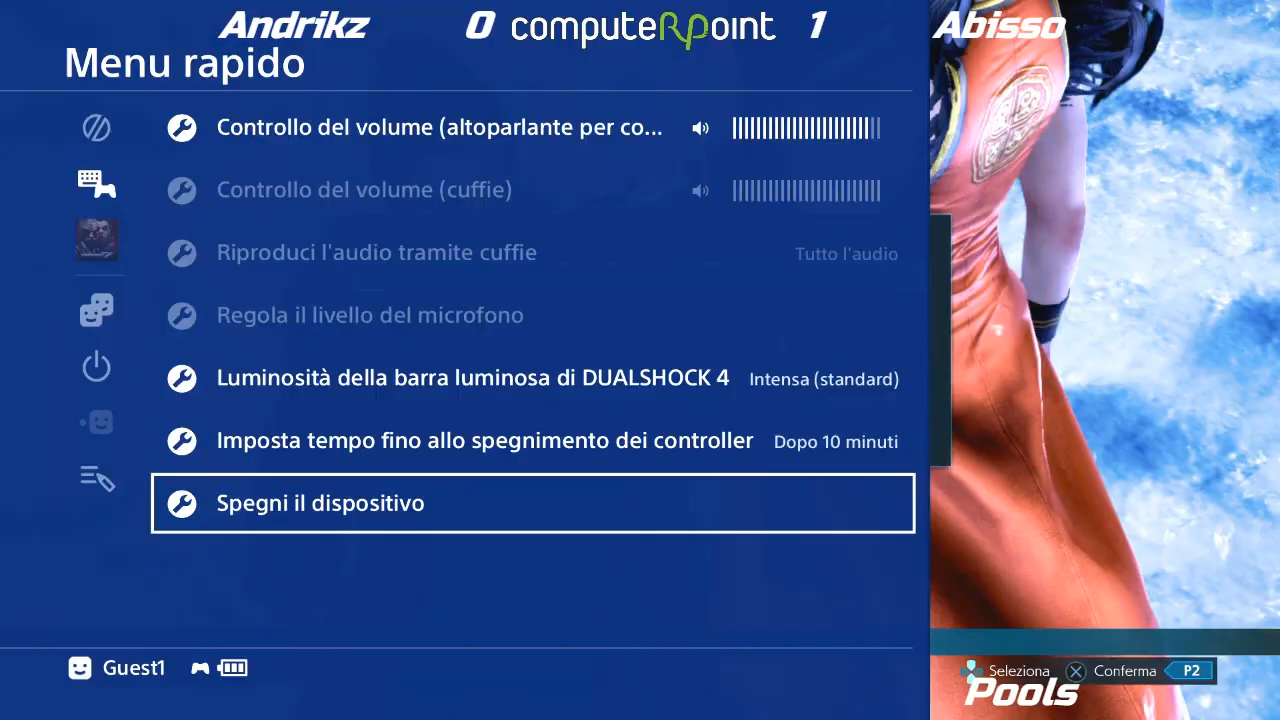 Andrikz 0 computeRpoint 1 Abisso
Menu rapido
Controllo del volume (altoparlante per co...
Controllo del volume (cuffie)
Riproduci l'audio tramite cuffie Tutto l'audio
Regola il livello del microfono
Luminosità della barra luminosa di DUALSHOCK 4 Intensa (standard)
Imposta tempo fino allo spegnimento dei controller Dopo 10 minuti
Spegni il dispositivo
Guest1
Seleziona Conferma P2
Pools